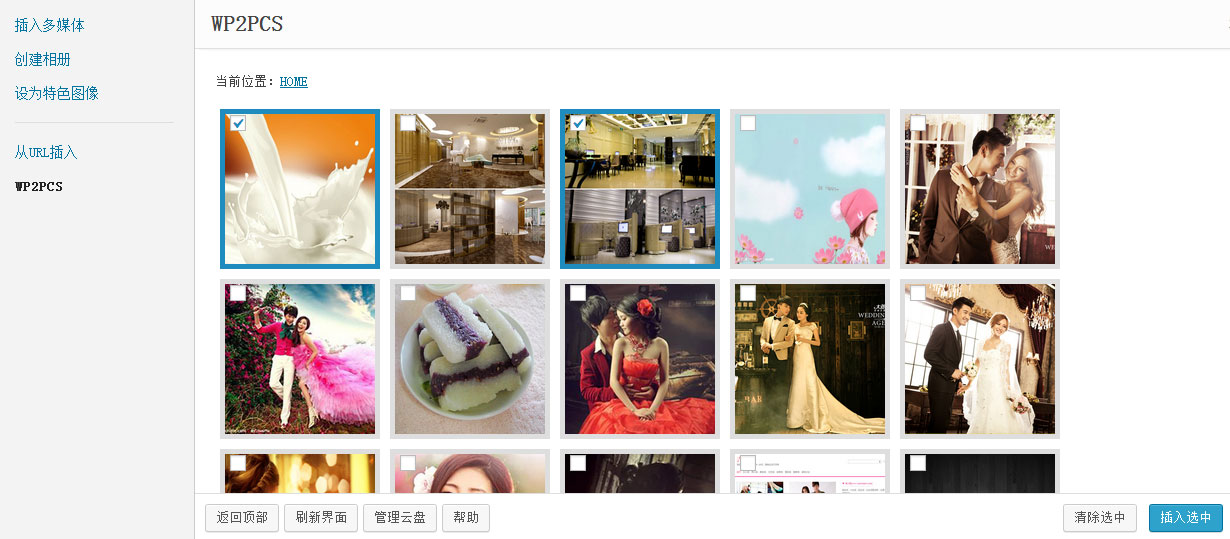 插入多媒体
创建相册
设为特色图像
从URL插入
WP2PCS
WP2PCS
当前位置：HOME
WEDDING
AGE
BAR
返回顶部
刷新界面
管理云盘
帮助
清除选中
插入选中